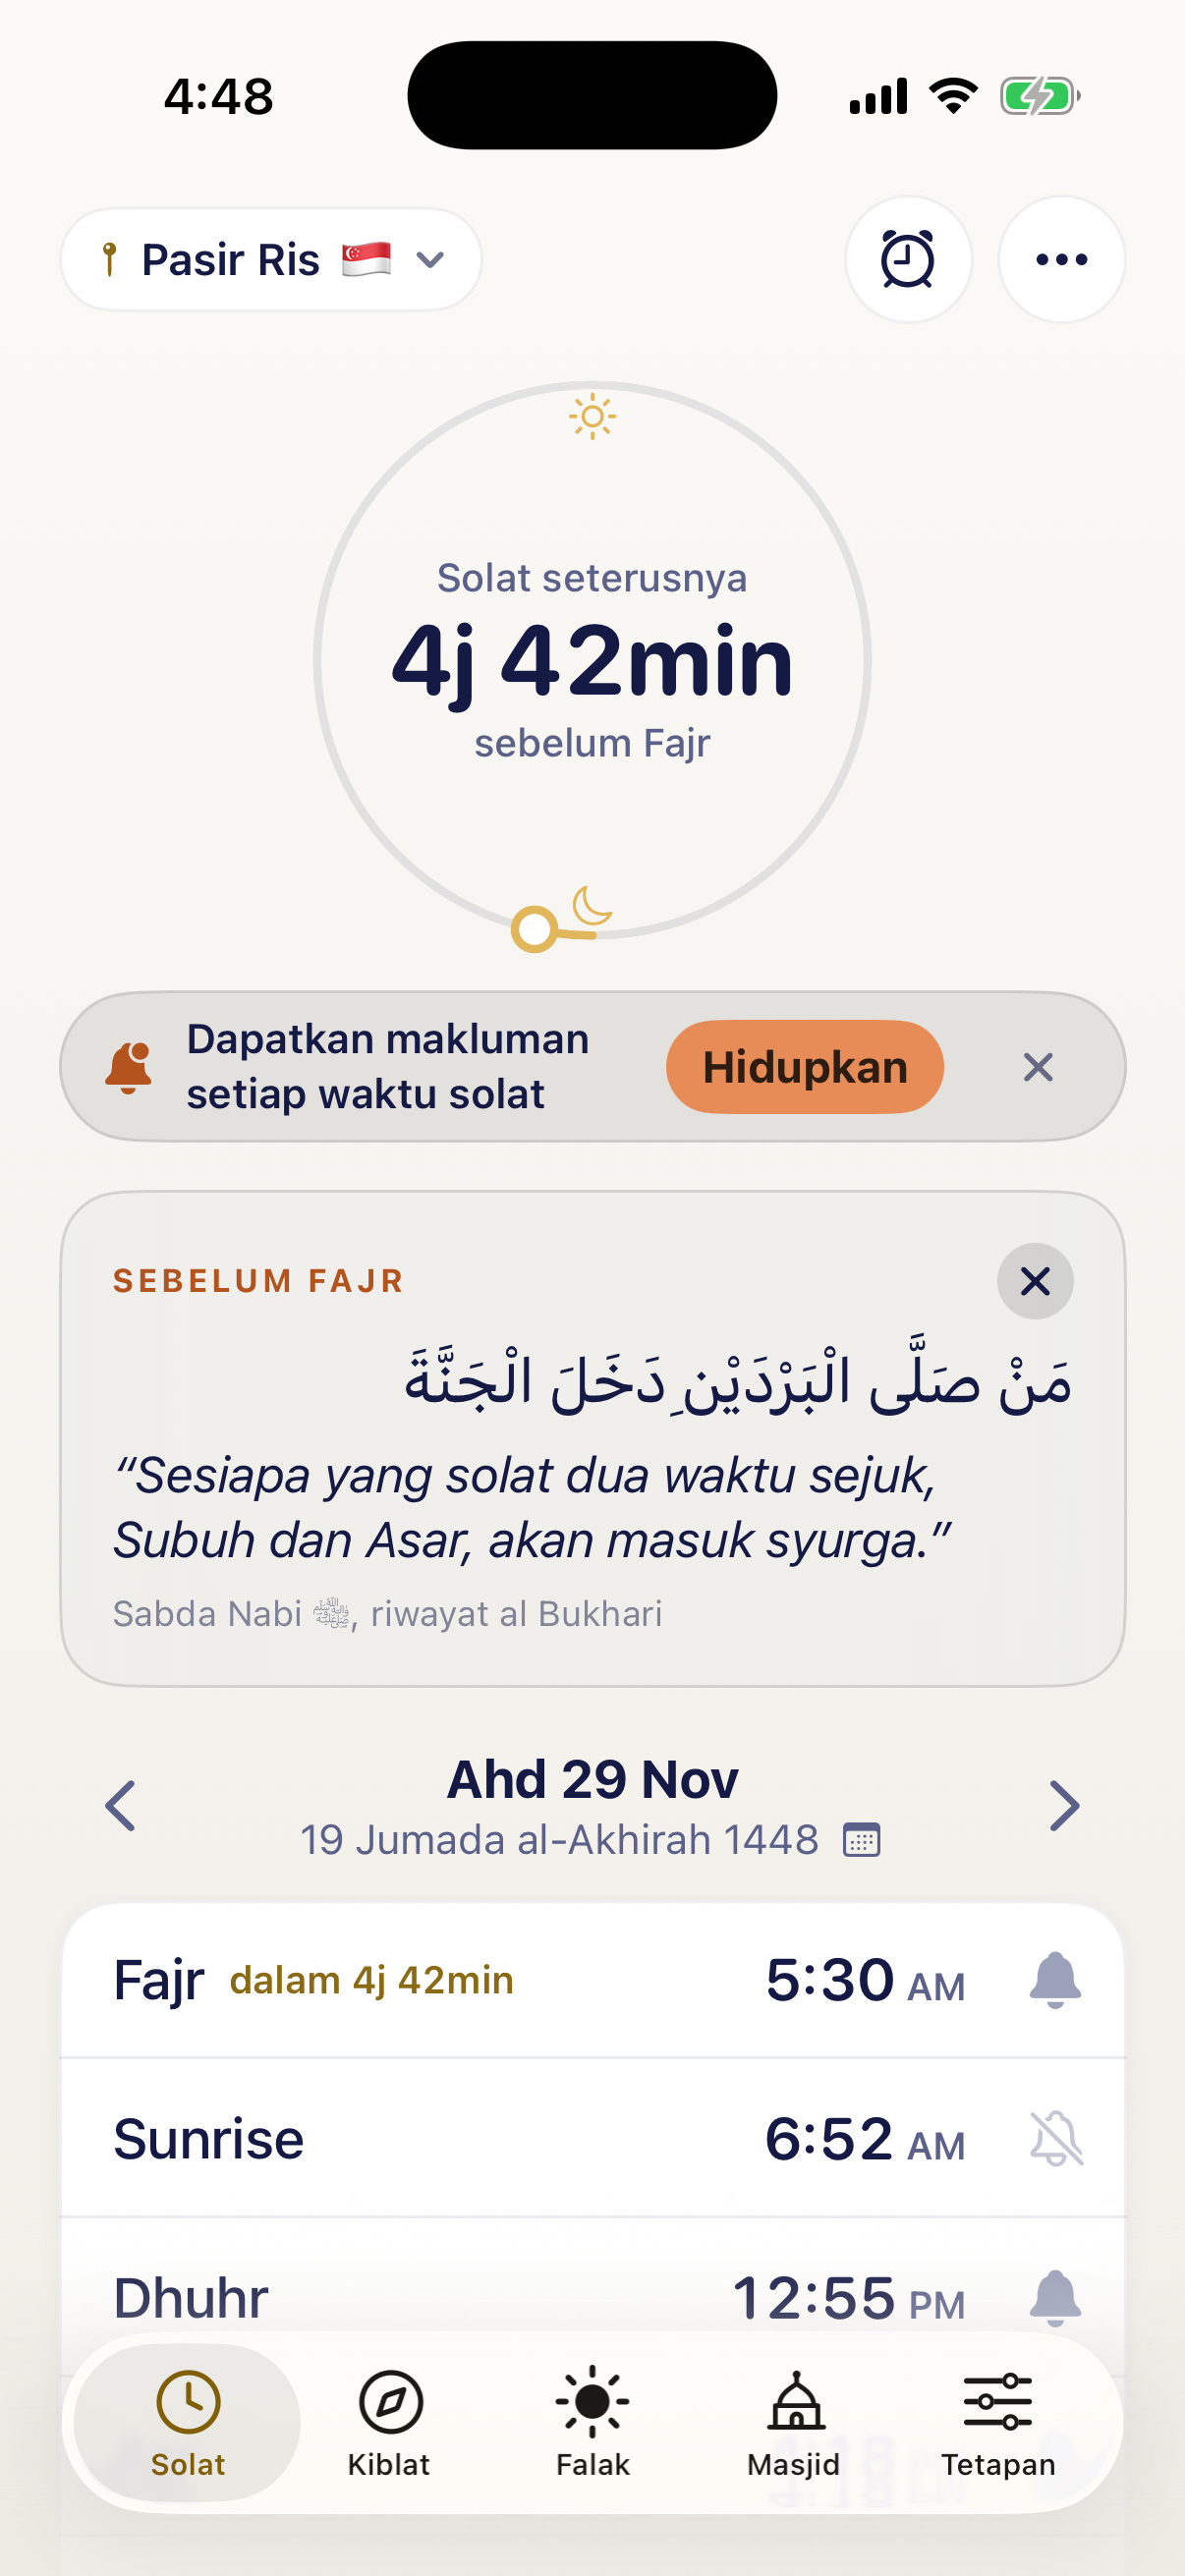 4:48
Pasir Ris 🇸🇬
Solat seterusnya
4j 42min
sebelum Fajr
Dapatkan makluman
setiap waktu solat
Hidupkan
SEBELUM FAJR
مَنْ صَلَّى الْبَرْدَيْنِ دَخَلَ الْجَنَّةَ
“Sesiapa yang solat dua waktu sejuk,
Subuh dan Asar, akan masuk syurga.”
Sabda Nabi ﷺ, riwayat al Bukhari
Ahd 29 Nov
19 Jumada al-Akhirah 1448
Fajr dalam 4j 42min 5:30 AM
Sunrise 6:52 AM
Dhuhr 12:55 PM
4:18
Solat Kiblat Falak Masjid Tetapan